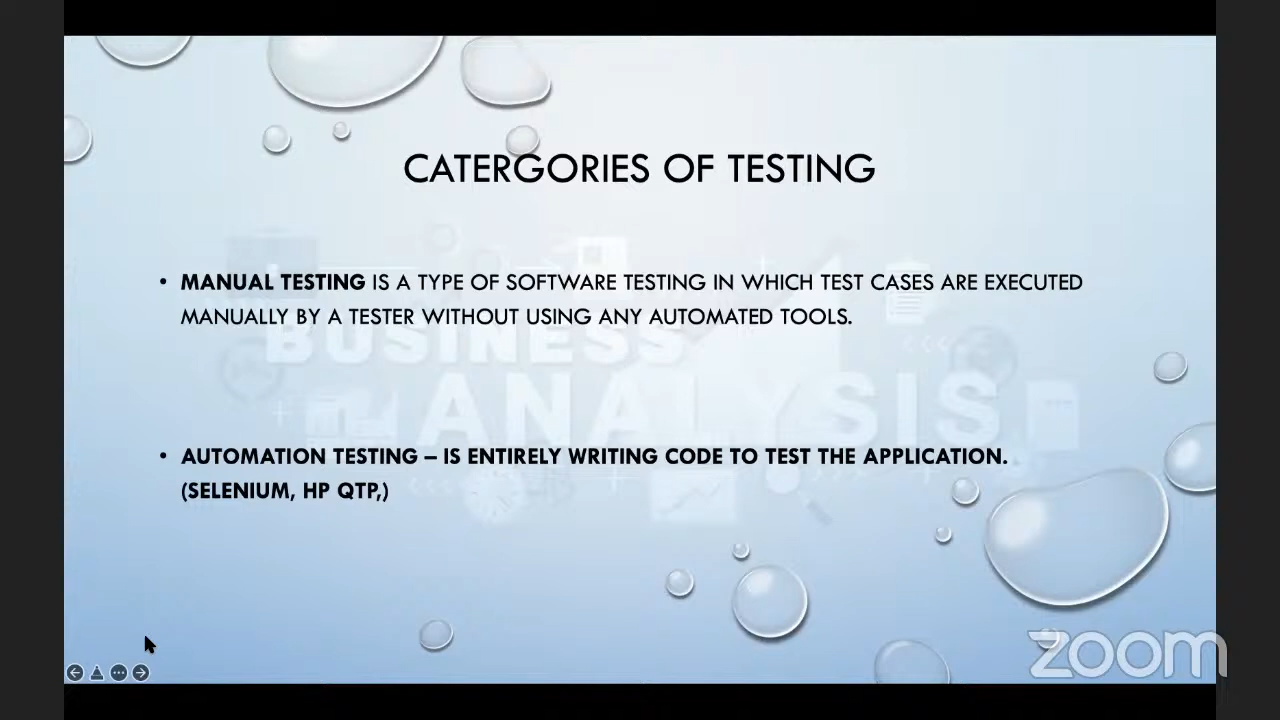 CATERGORIES OF TESTING
• MANUAL TESTING IS A TYPE OF SOFTWARE TESTING IN WHICH TEST CASES ARE EXECUTED
MANUALLY BY A TESTER WITHOUT USING ANY AUTOMATED TOOLS.
BUSINESS
ANALYSIS
• AUTOMATION TESTING – IS ENTIRELY WRITING CODE TO TEST THE APPLICATION.
(SELENIUM, HP QTP,)
zoom